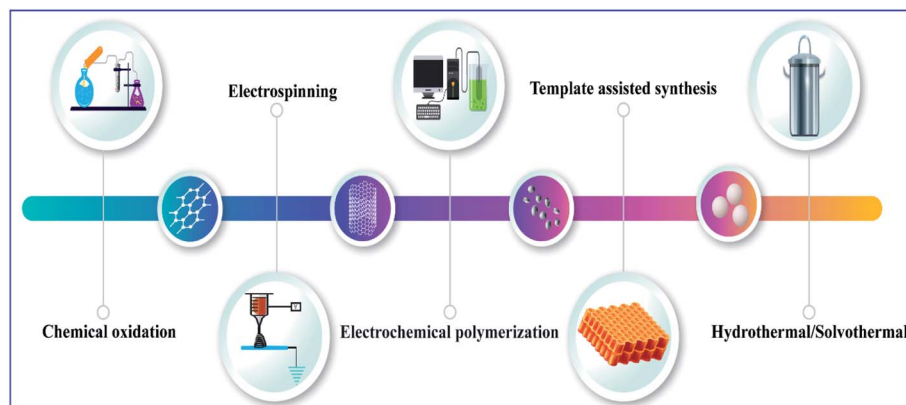 Electrospinning
Template assisted synthesis
Chemical oxidation
Electrochemical polymerization
Hydrothermal/Solvothermal